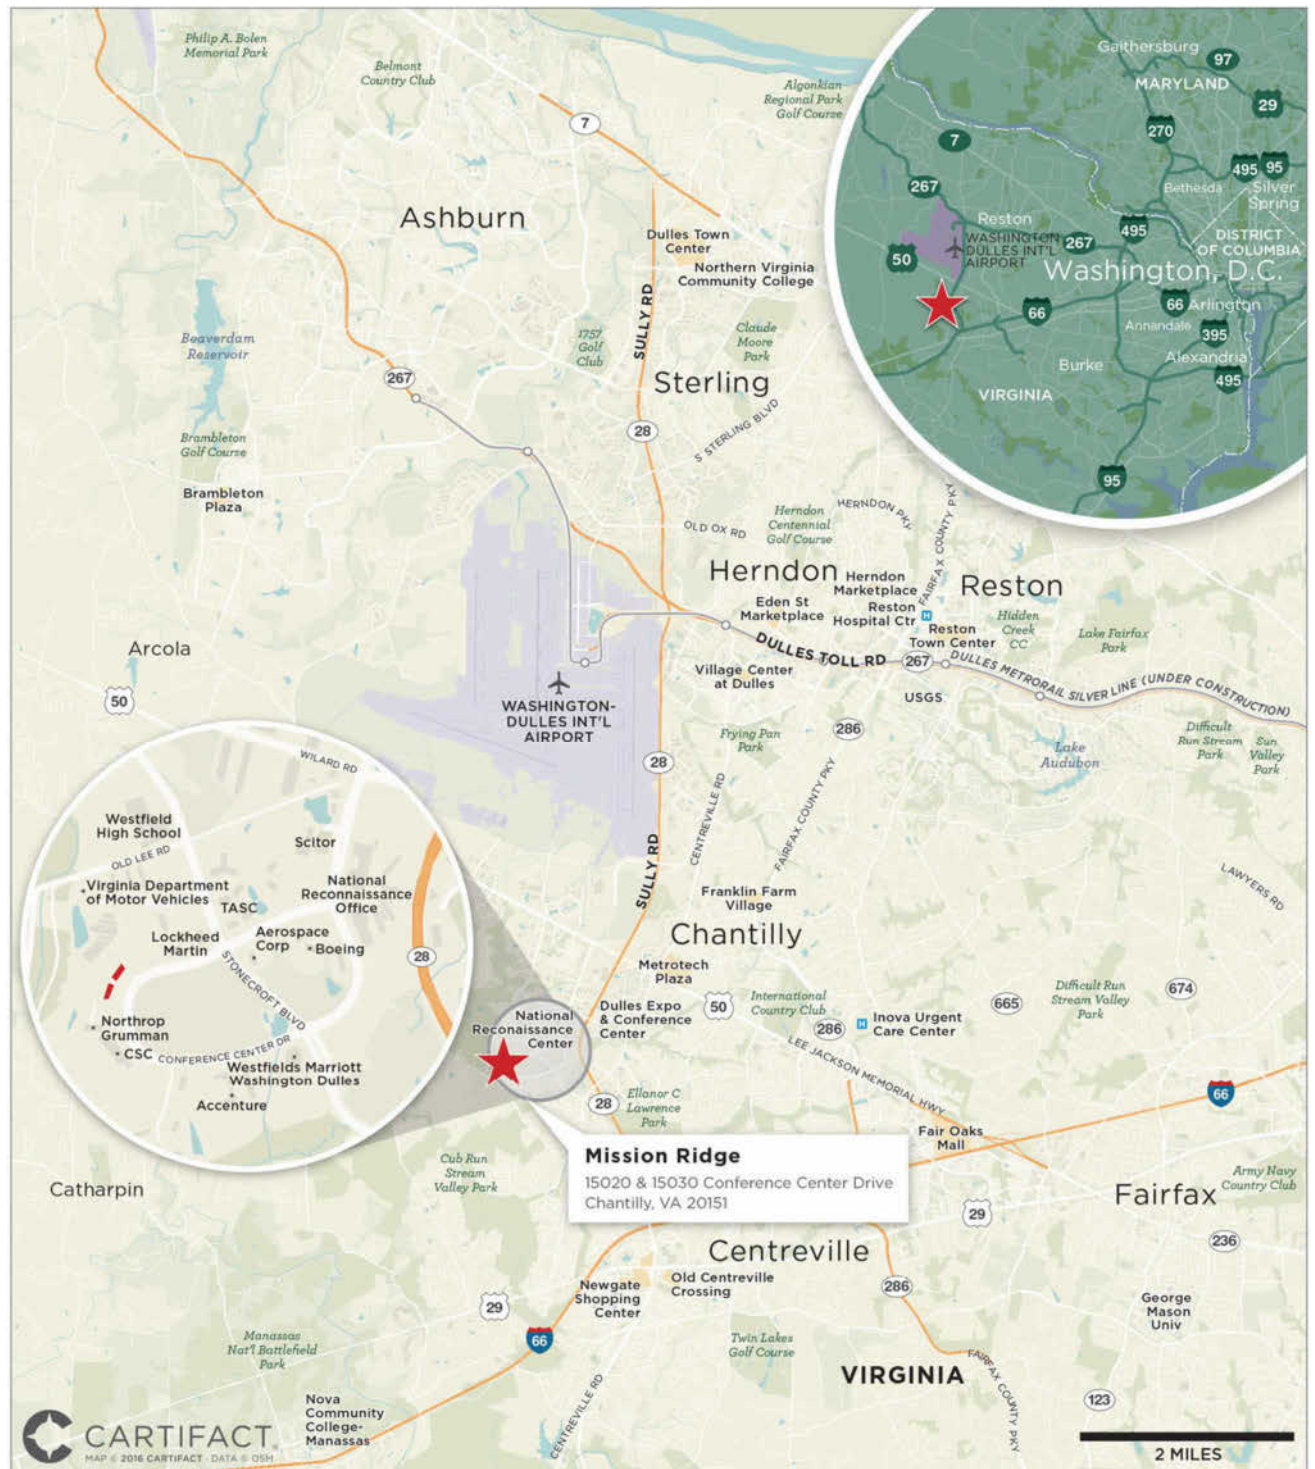 Philip A. Bolen
Memorial Park
Belmont
Country Club
Algonkian
Regional Park
Golf Course
7
Ashburn
Dulles Town
Center
Northern Virginia
Community College
SULLY RD
1757
Golf
Club
Claude
Moore
Park
Beaverdam
Reservoir
267
Sterling
28
S STERLING BLVD
Brambleton
Golf Course
Brambleton
Plaza
OLD OX RD
Herndon
Centennial
Golf Course
HERNDON PKY
FAIRFAX COUNTY PKY
Herndon
Herndon
Marketplace
Reston
Eden St
Marketplace
Reston
Hospital Ctr
H
Reston
Town Center
Hidden
Creek
CC
Lake Fairfax
Park
Arcola
50
DULLES TOLL RD
267
DULLES METRORAIL SILVER LINE (UNDER CONSTRUCTION)
Village Center
at Dulles
USGS
WASHINGTON-
DULLES INT'L
AIRPORT
Frying Pan
Park
286
Lake
Audubon
Difficult
Run Stream
Park
Sun
Valley
Park
28
CENTREVILLE RD
FAIRFAX COUNTY PKY
SULLY RD
Franklin Farm
Village
LAWYERS RD
Chantilly
Metrotech
Plaza
National
Reconaissance
Center
Dulles Expo
& Conference
Center
50
International
Country Club
286
H
Inova Urgent
Care Center
665
Difficult Run
Stream Valley
Park
674
LEE JACKSON MEMORIAL HWY
28
Ellanor C
Lawrence
Park
66
Fair Oaks
Mall
Mission Ridge
15020 & 15030 Conference Center Drive
Chantilly, VA 20151
Cub Run
Stream
Valley Park
Catharpin
Army Navy
Country Club
Fairfax
29
236
Centreville
Newgate
Shopping
Center
Old Centreville
Crossing
286
29
66
George
Mason
Univ
Manassas
Nat'l Battlefield
Park
Twin Lakes
Golf Course
VIRGINIA
FAIRFAX COUNTY PKY
123
Nova
Community
College-
Manassas
CENTREVILLE RD
CARTIFACT
MAP © 2016 CARTIFACT · DATA © OSM
2 MILES
Gaithersburg
97
MARYLAND
29
270
7
495
95
267
Bethesda
Silver
Spring
Reston
495
DISTRICT
OF COLUMBIA
WASHINGTON
DULLES INT'L
AIRPORT
267
50
Washington, D.C.
66
66
Arlington
Annandale
395
Burke
Alexandria
495
VIRGINIA
95
WILARD RD
Westfield
High School
Scitor
OLD LEE RD
Virginia Department
of Motor Vehicles
TASC
National
Reconnaissance
Office
Lockheed
Martin
Aerospace
Corp
Boeing
28
STONECROFT BLVD
Northrop
Grumman
CSC
CONFERENCE CENTER DR
Westfields Marriott
Washington Dulles
Accenture